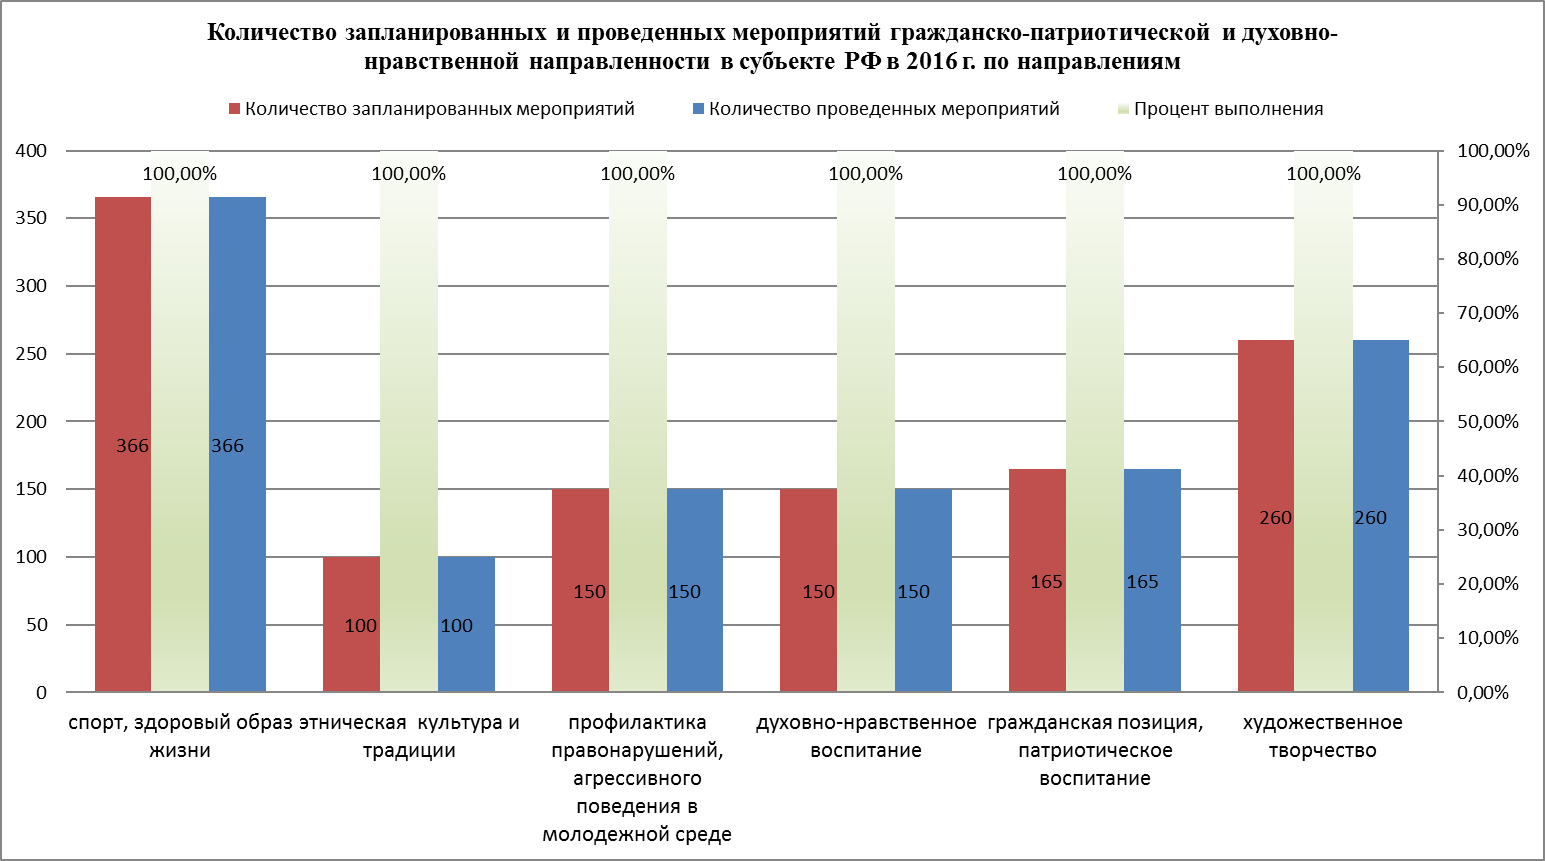 Количество запланированных и проведенных мероприятий гражданско-патриотической и духовно-
нравственной направленности в субъекте РФ в 2016 г. по направлениям
Количество запланированных мероприятий
Количество проведенных мероприятий
Процент выполнения
400
350
300
250
200
150
100
50
0
100,00%
90,00%
80,00%
70,00%
60,00%
50,00%
40,00%
30,00%
20,00%
10,00%
0,00%
100,00%
100,00%
100,00%
100,00%
100,00%
100,00%
366
366
100
100
150
150
150
150
165
165
260
260
спорт, здоровый образ
жизни
этническая культура и
традиции
профилактика
правонарушений,
агрессивного
поведения в
молодежной среде
духовно-нравственное
воспитание
гражданская позиция,
патриотическое
воспитание
художественное
творчество